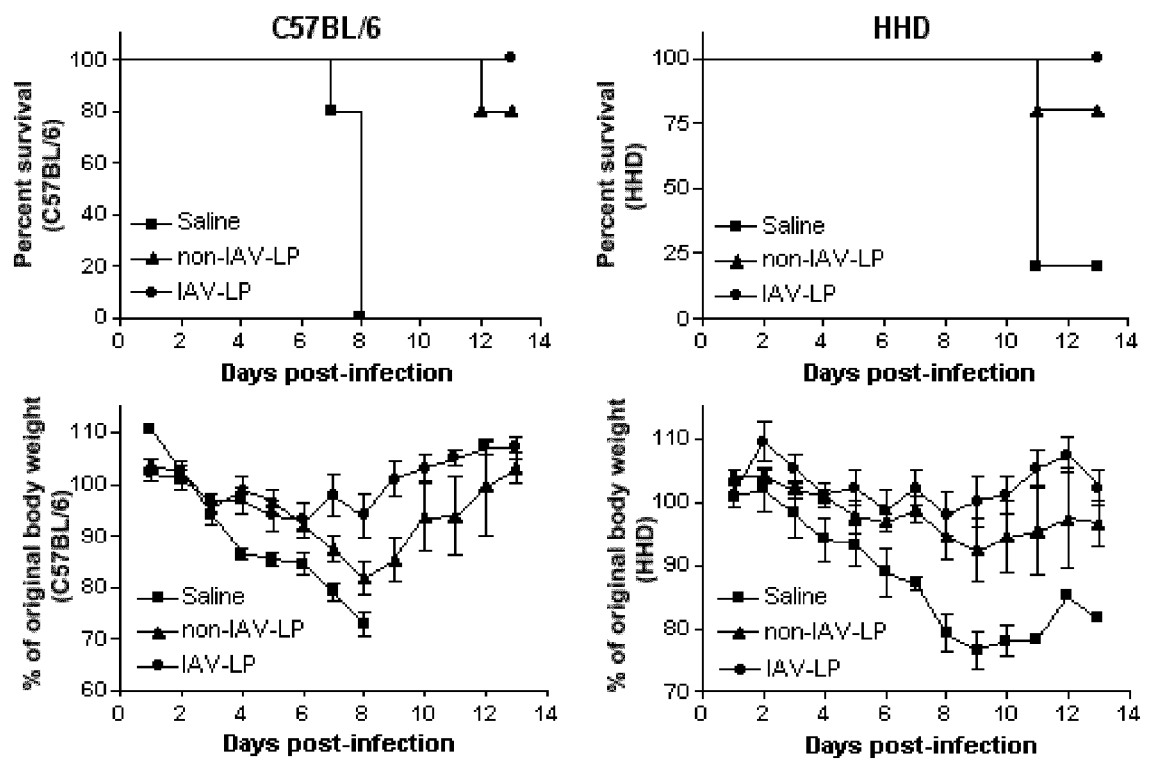 C57BL/6
Percent survival
(C57BL/6)
100
80
60
40
20
0
Saline
non-IAV-LP
IAV-LP
0 2 4 6 8 10 12 14
Days post-infection
HHD
Percent survival
(HHD)
100
75
50
25
0
Saline
non-IAV-LP
IAV-LP
0 2 4 6 8 10 12 14
Days post-infection
% of original body weight
(C57BL/6)
110
100
90
80
70
60
Saline
non-IAV-LP
IAV-LP
0 2 4 6 8 10 12 14
Days post-infection
% of original body weight
(HHD)
110
100
90
80
70
Saline
non-IAV-LP
IAV-LP
0 2 4 6 8 10 12 14
Days post-infection